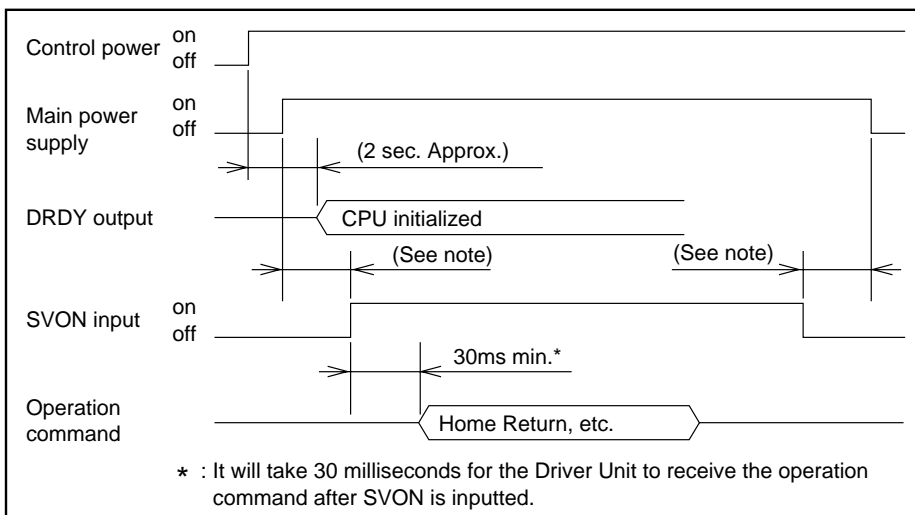 Control power on
off
Main power on
supply off
(2 sec. Approx.)
DRDY output CPU initialized
(See note) (See note)
SVON input on
off
30ms min.*
Operation
command Home Return, etc.
* : It will take 30 milliseconds for the Driver Unit to receive the operation
command after SVON is inputted.